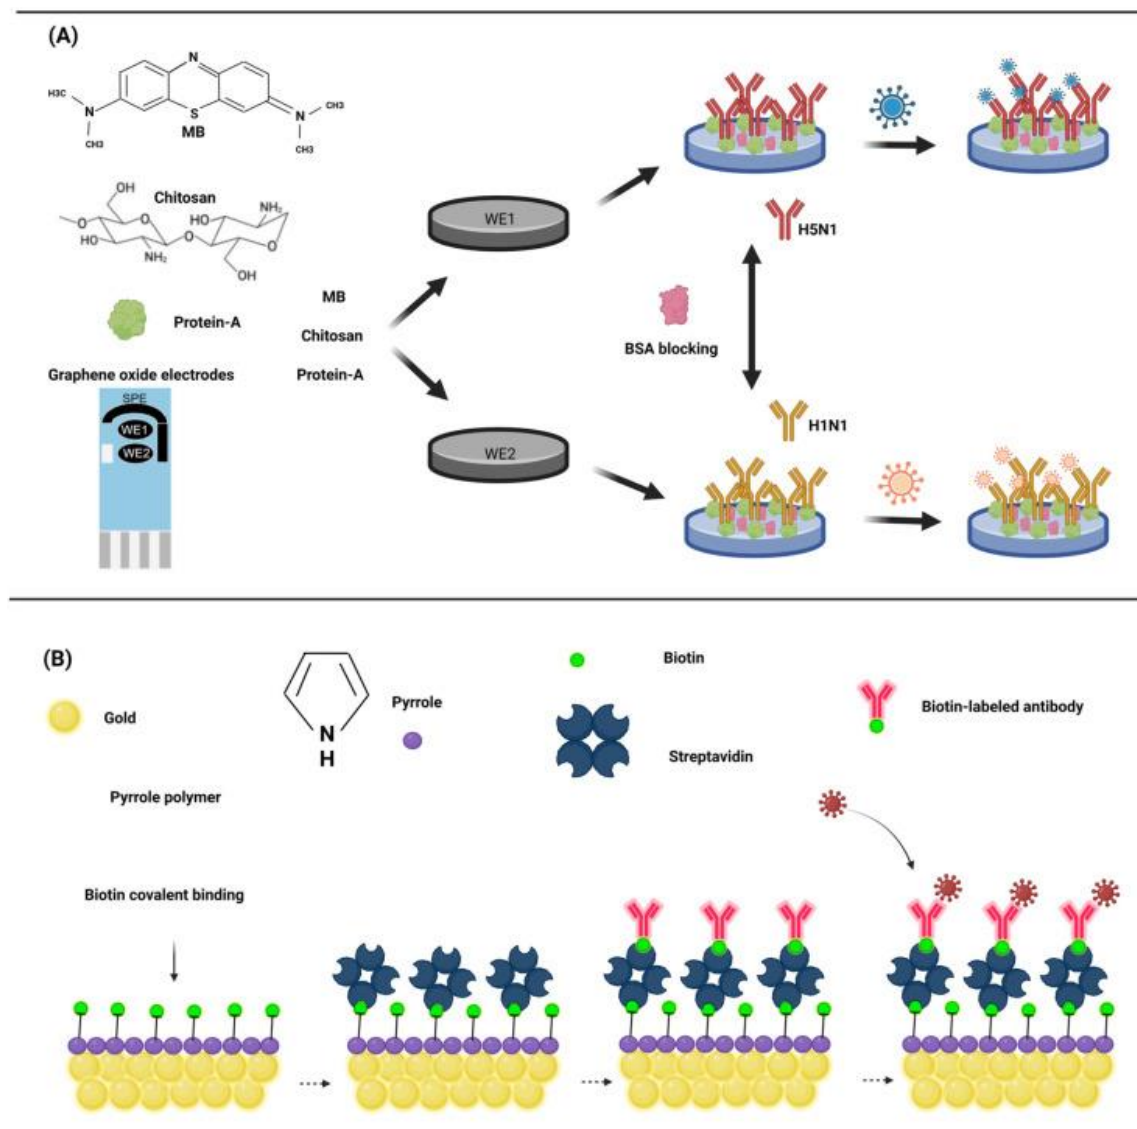 (A)
N
S
MB
H3C
N
CH3
CH3
N
CH3
Chitosan
OH
O
HO
NH₂
O
O
HO
NH₂
O
OH
Protein-A
Graphene oxide electrodes
SPE
WE1
WE2
MB
Chitosan
Protein-A
WE1
WE2
H5N1
BSA blocking
H1N1
(B)
Gold
N
H
Pyrrole
Biotin
Streptavidin
Biotin-labeled antibody
Pyrrole polymer
Biotin covalent binding